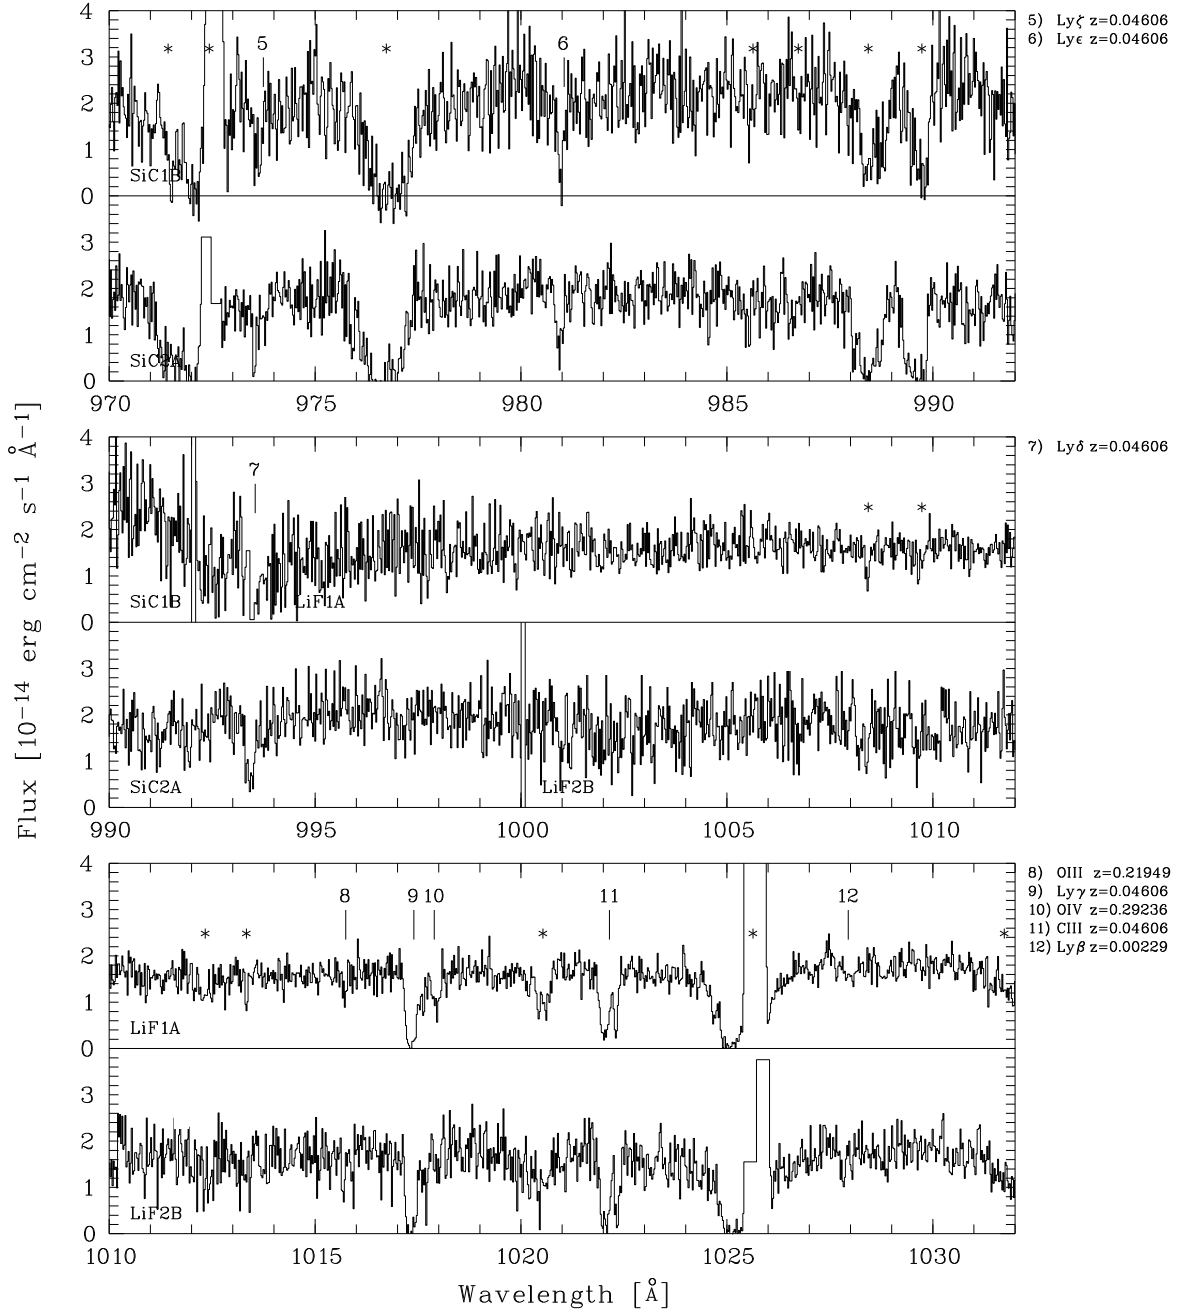 4
3
2
1
0
* * 5 * 6 * * * *
SiC1B
5) Lyζ z=0.04606
6) Lyε z=0.04606
3
2
1
0
SiC2A
970 975 980 985 990
4
3
2
1
0
7 * *
SiC1B LiF1A
7) Lyδ z=0.04606
3
2
1
0
SiC2A LiF2B
990 995 1000 1005 1010
4
3
2
1
0
* * 8 9 10 * 11 * 12 *
LiF1A
8) OIII z=0.21949
9) Lyγ z=0.04606
10) OIV z=0.29236
11) CIII z=0.04606
12) Lyβ z=0.00229
3
2
1
0
LiF2B
1010 1015 1020 1025 1030
Wavelength [Å]
Flux [10⁻¹⁴ erg cm⁻² s⁻¹ Å⁻¹]